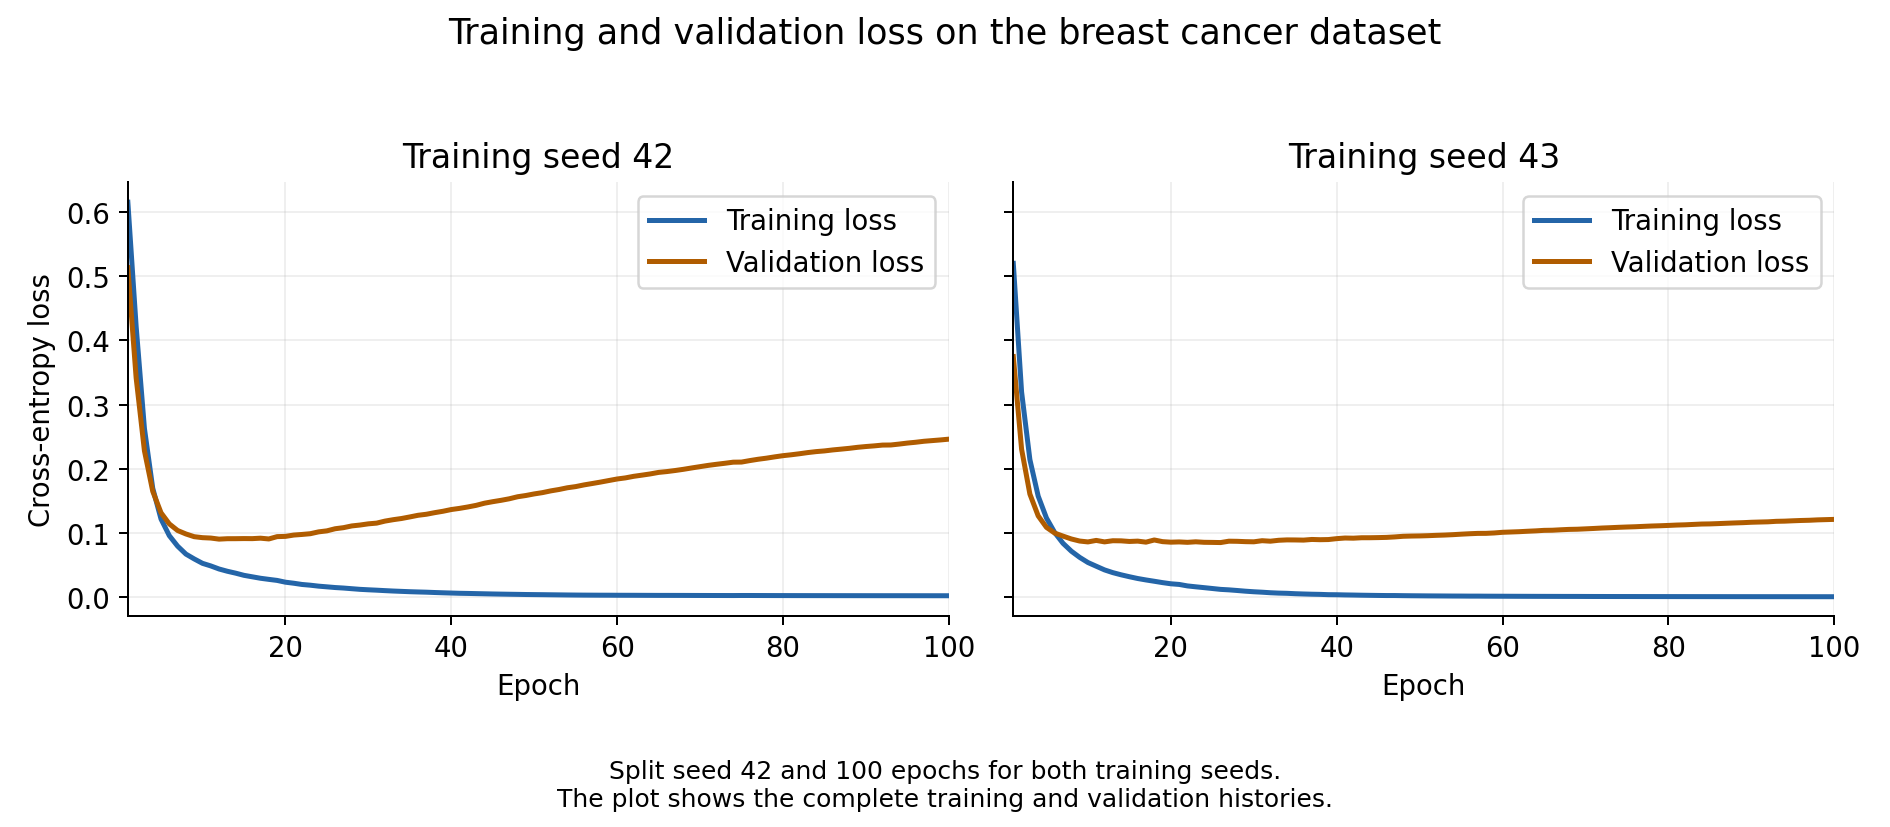 Training and validation loss on the breast cancer dataset
Training seed 42
Training seed 43
Cross-entropy loss
0.6
0.5
0.4
0.3
0.2
0.1
0.0
Training loss
Validation loss
Training loss
Validation loss
20 40 60 80 100
20 40 60 80 100
Epoch
Epoch
Split seed 42 and 100 epochs for both training seeds.
The plot shows the complete training and validation histories.